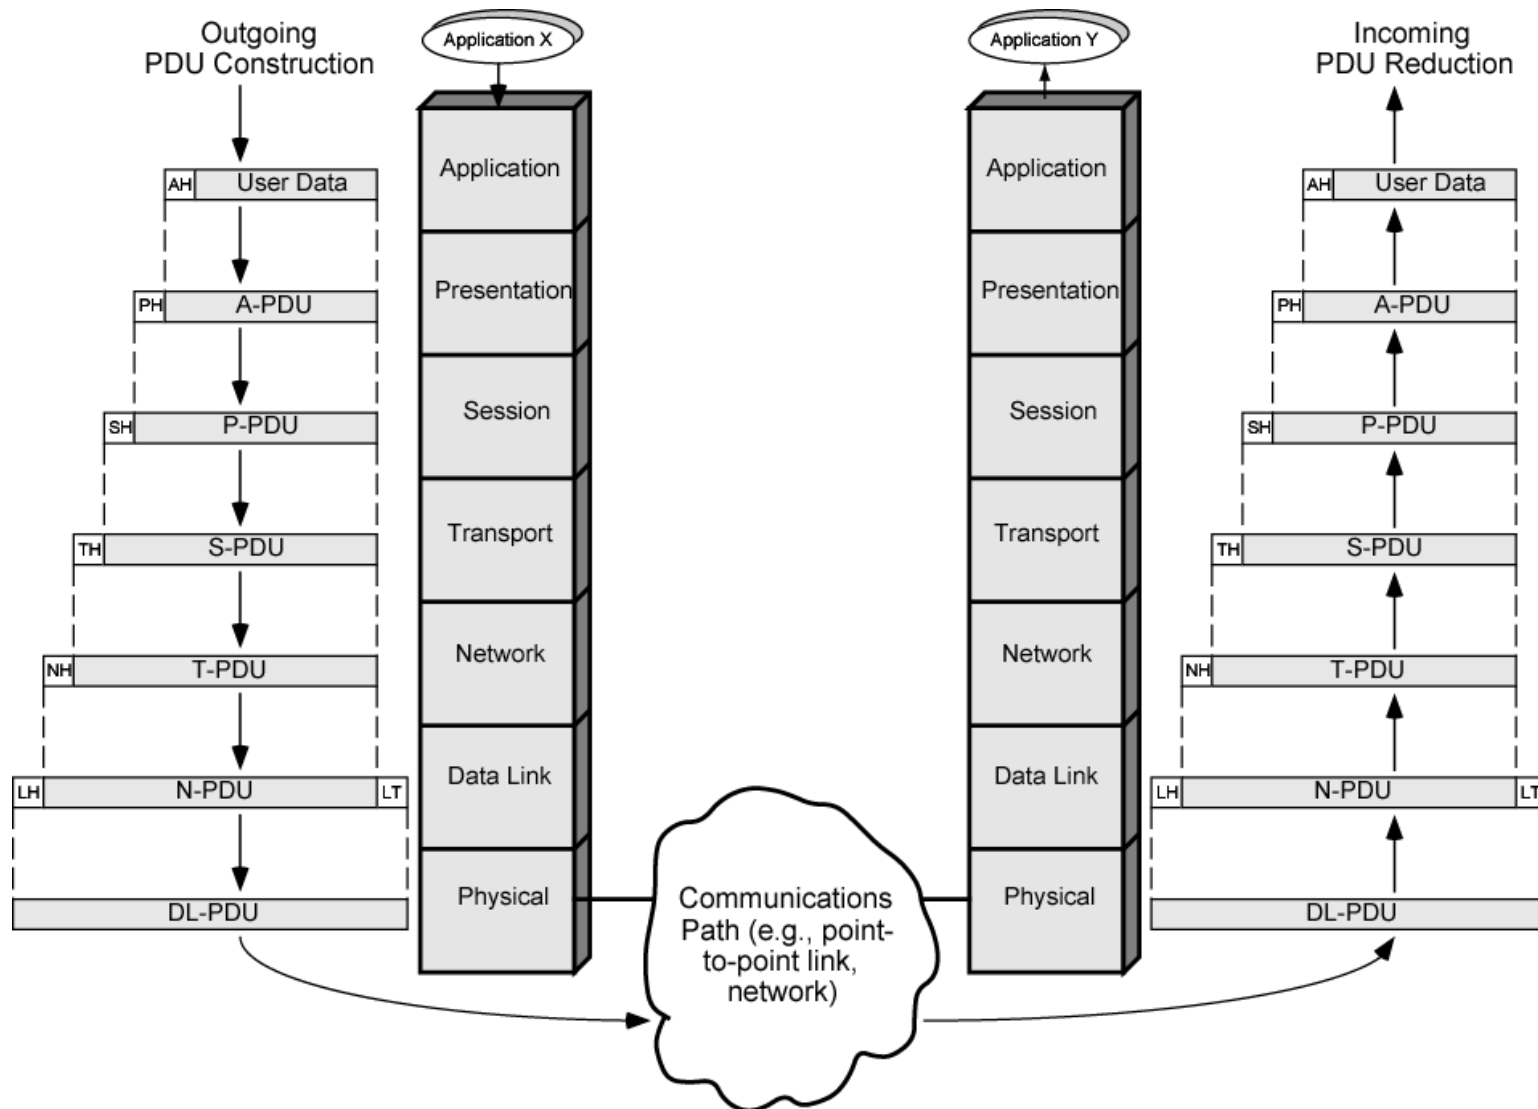 Outgoing
PDU Construction
Application X
Application Y
Incoming
PDU Reduction
AH User Data
PH A-PDU
SH P-PDU
TH S-PDU
NH T-PDU
LH N-PDU LT
DL-PDU
Application
Presentation
Session
Transport
Network
Data Link
Physical
Communications
Path (e.g., point-
to-point link,
network)
Application
Presentation
Session
Transport
Network
Data Link
Physical
AH User Data
PH A-PDU
SH P-PDU
TH S-PDU
NH T-PDU
LH N-PDU LT
DL-PDU